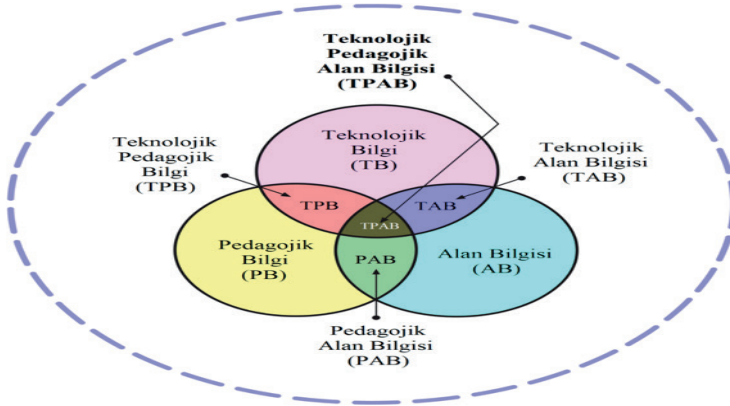 Teknolojik
Pedagojik
Alan Bilgisi
(TPAB)
Teknolojik
Bilgi
(TB)
Teknolojik
Pedagojik
Bilgi
(TPB)
Teknolojik
Alan Bilgisi
(TAB)
TPB
TAB
TPAB
Pedagojik
Bilgi
(PB)
PAB
Alan Bilgisi
(AB)
Pedagojik
Alan Bilgisi
(PAB)